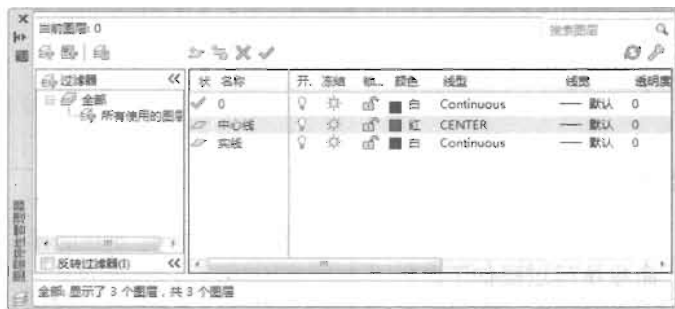 当前图层: 0
搜索图层
过滤器
全部
所有使用的图层
反转过滤器(I)
状 名称 开. 冻结 锁... 颜色 线型 线宽 透明度
0 白 Continuous 默认 0
中心线 红 CENTER 默认 0
实线 白 Continuous 默认 0
全部: 显示了 3 个图层，共 3 个图层
图层特性管理器